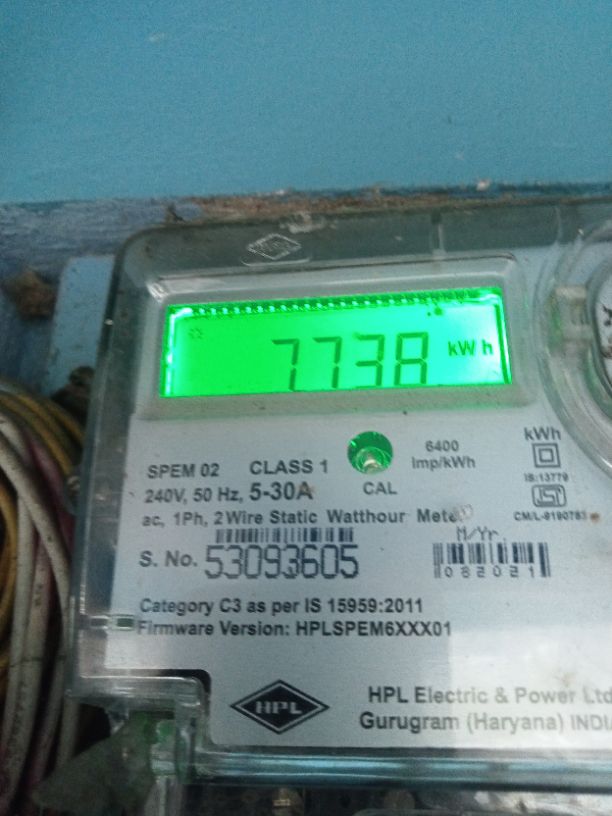 7738 kWh
SPEM 02 CLASS 1
6400
Imp/kWh
kWh
IS:13779
240V, 50 Hz, 5-30A
CAL
CM/L-9190783
ac, 1Ph, 2 Wire Static Watthour Meter
M/Yr.
S. No. 53093605
082021
Category C3 as per IS 15959:2011
Firmware Version: HPLSPEM6XXX01
HPL
HPL Electric & Power Ltd
Gurugram (Haryana) INDIA